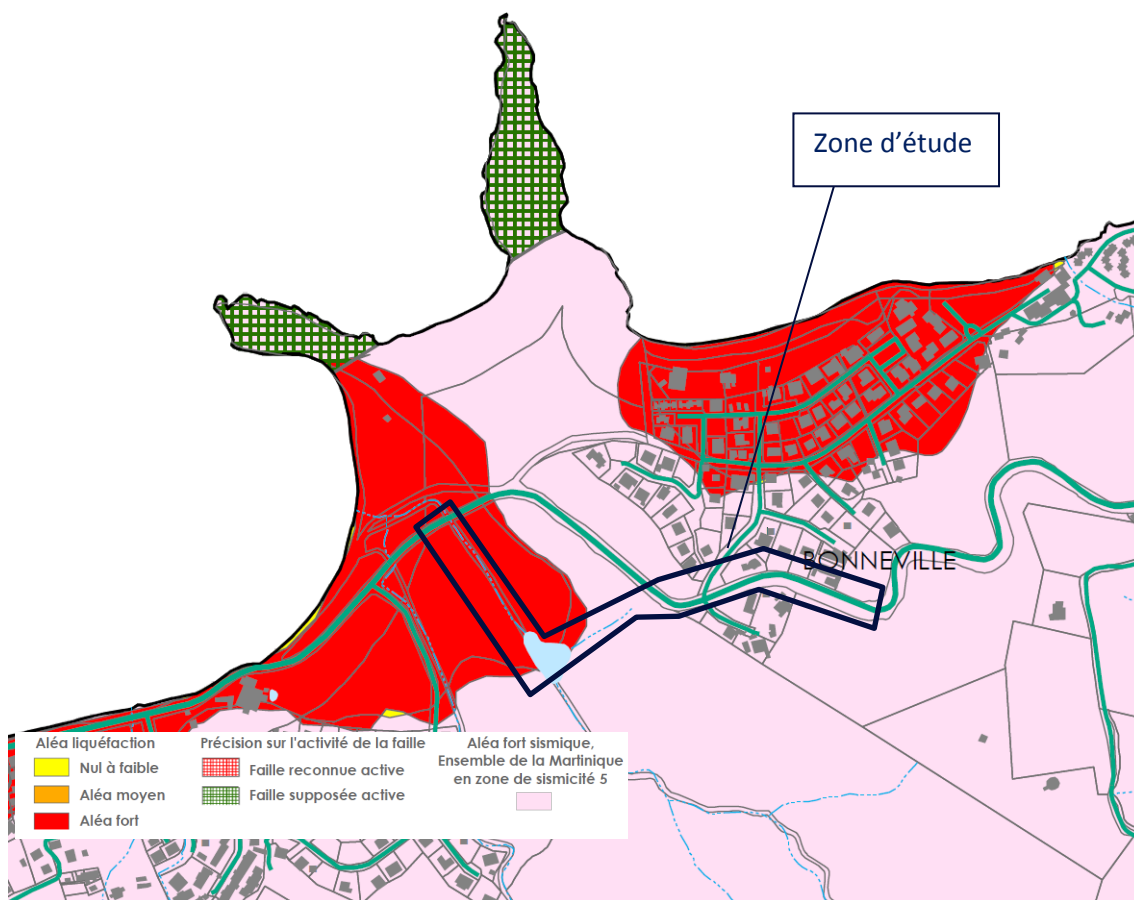 Zone d'étude
BONNEVILLE
Aléa liquéfaction
Nul à faible
Aléa moyen
Aléa fort
Précision sur l'activité de la faille
Faille reconnue active
Faille supposée active
Aléa fort sismique,
Ensemble de la Martinique
en zone de sismicité 5